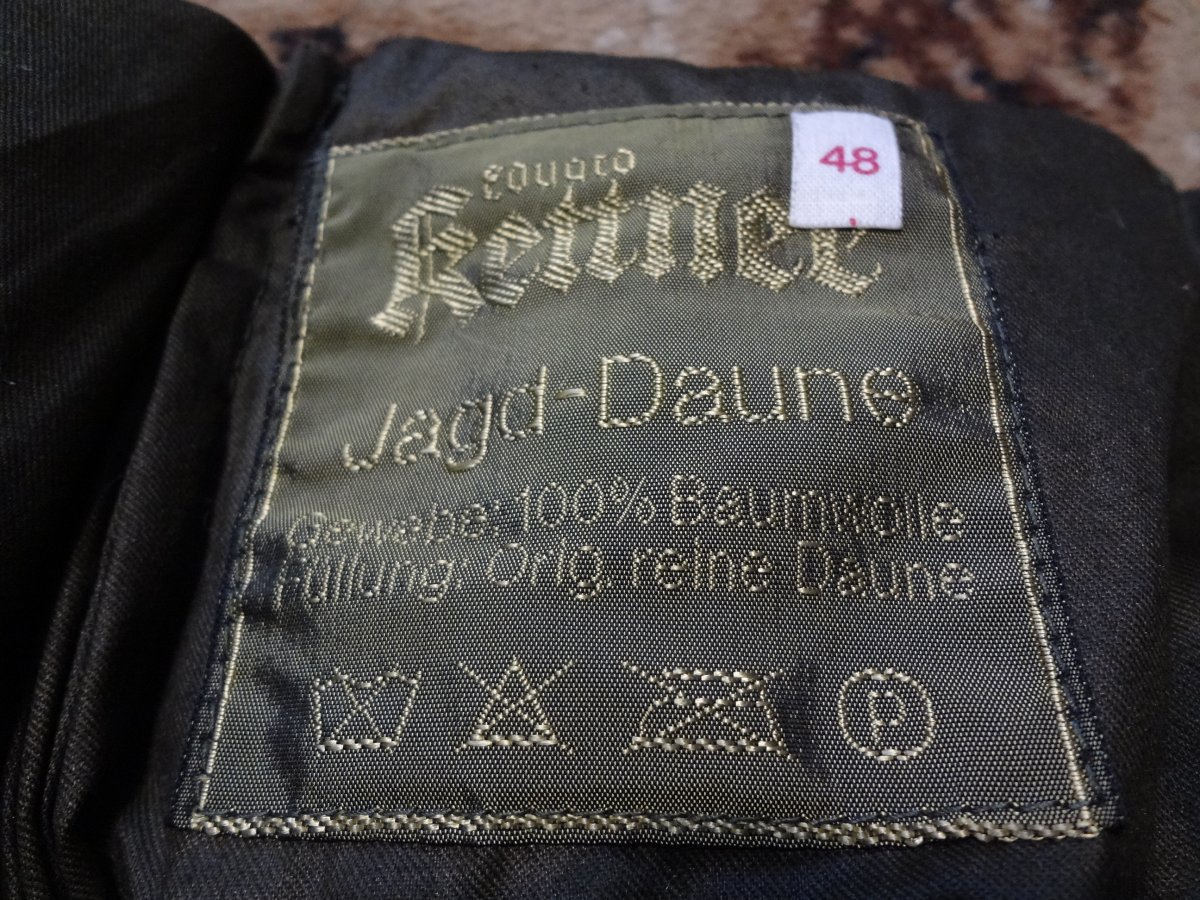 Eduard
Kettner
48
Jagd-Daune
Gewebe: 100% Baumwolle
Füllung: Orig. reine Daune
P